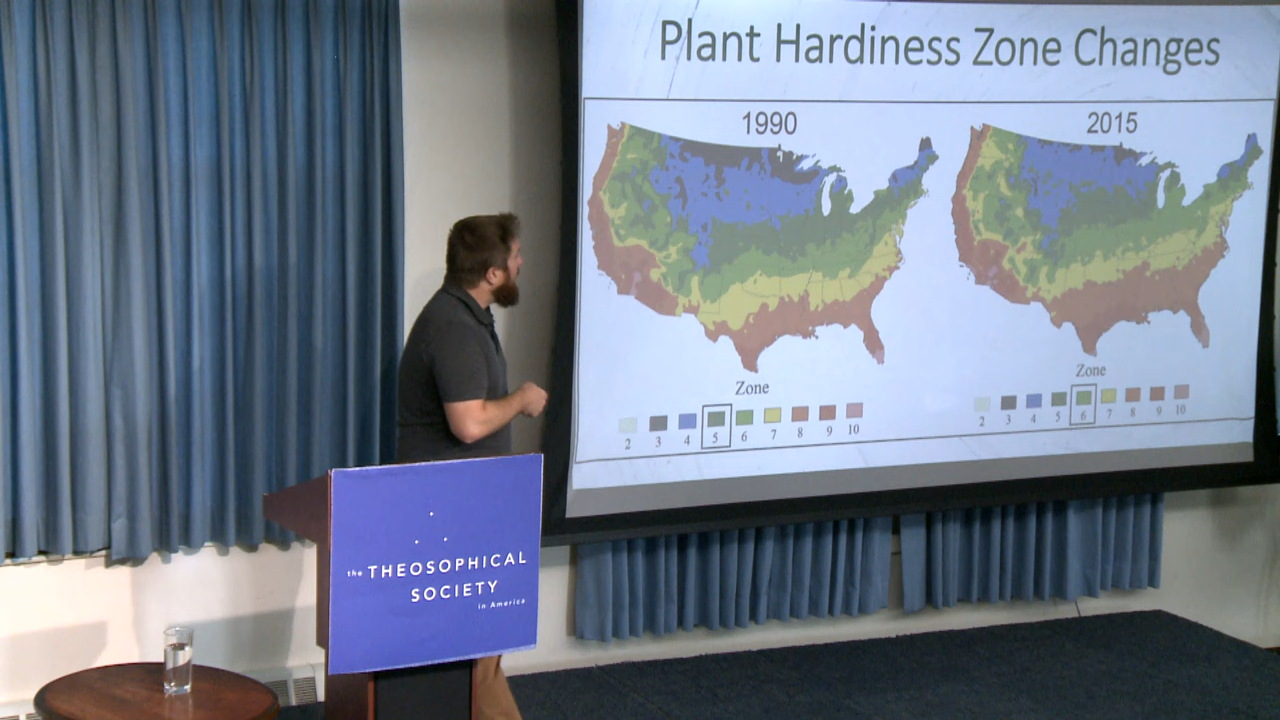 Plant Hardiness Zone Changes
1990
2015
Zone
2 3 4 5 6 7 8 9 10
Zone
2 3 4 5 6 7 8 9 10
the THEOSOPHICAL
SOCIETY
in America